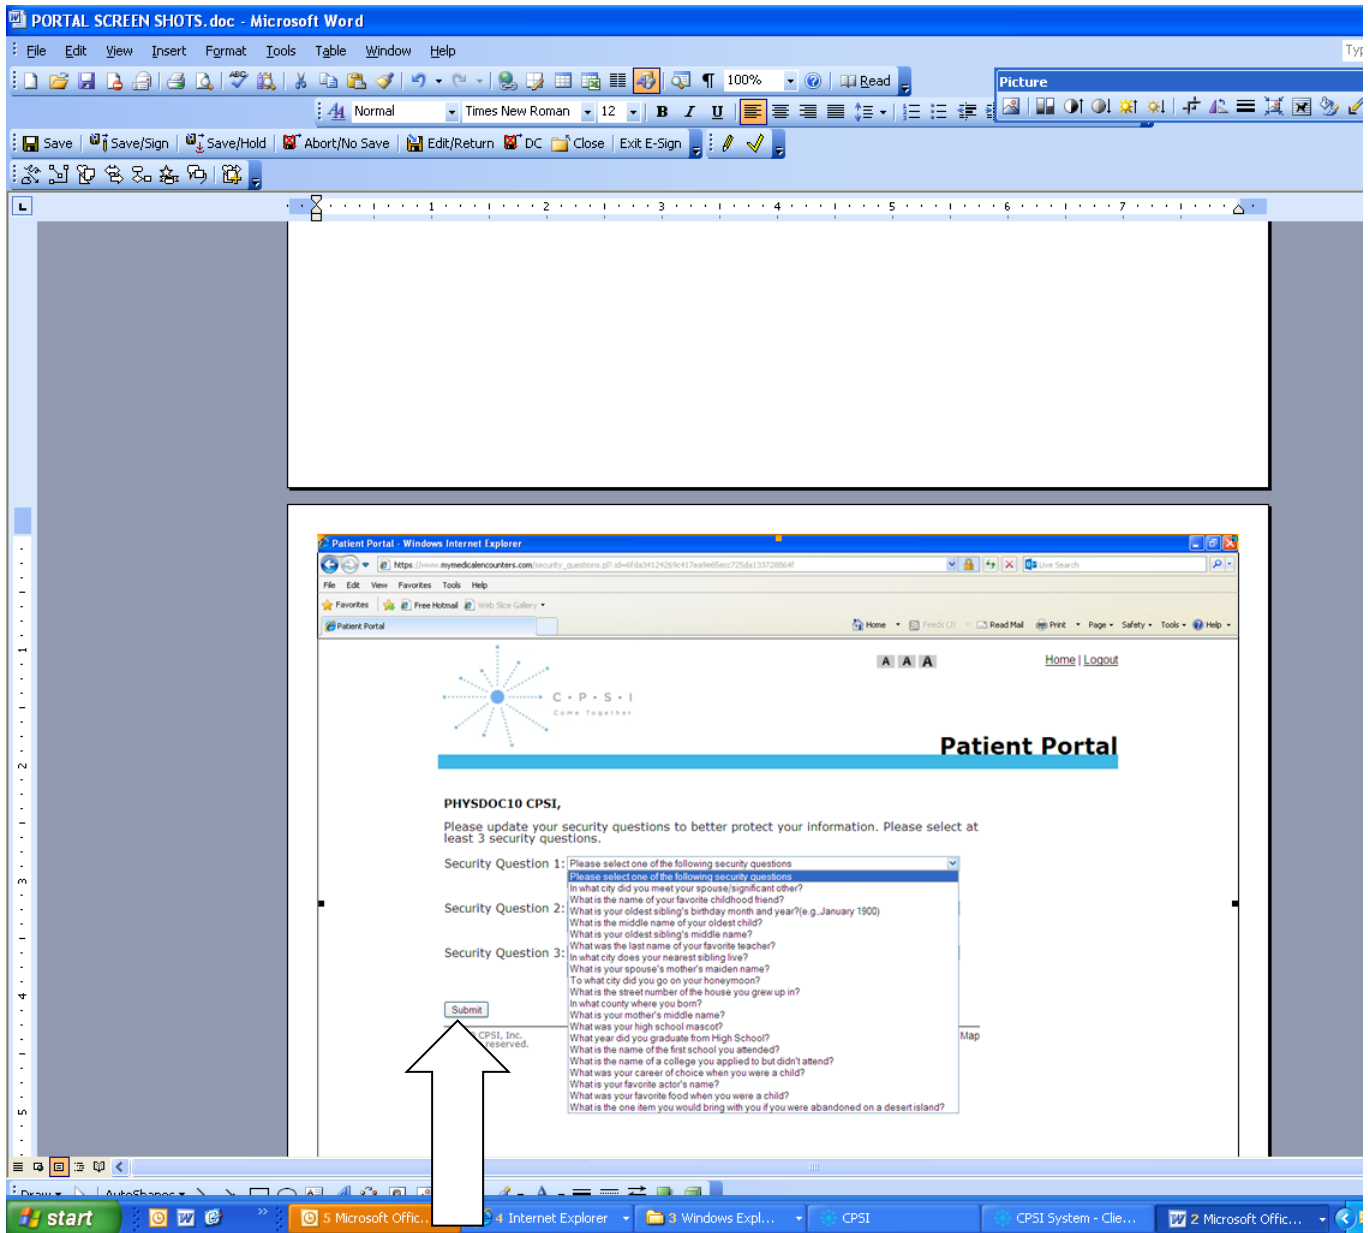 PORTAL SCREEN SHOTS.doc - Microsoft Word
File Edit View Insert Format Tools Table Window Help
100% Read
Picture
Normal Times New Roman 12 B I U
Save Save/Sign Save/Hold Abort/No Save Edit/Return DC Close Exit E-Sign
1 2 3 4 5 6 7
Patient Portal - Windows Internet Explorer
Live Search
File Edit View Favorites Tools Help
Favorites Free Hotmail Web Slice Gallery
Patient Portal Home Feeds (J) Read Mail Print Page Safety Tools Help
A A A Home | Logout
C · P · S · I
Come Together
Patient Portal
PHYSDOC10 CPSI,
Please update your security questions to better protect your information. Please select at
least 3 security questions.
Security Question 1: Please select one of the following security questions
Please select one of the following security questions
In what city did you meet your spouse/significant other?
What is the name of your favorite childhood friend?
Security Question 2: What is your oldest sibling's birthday month and year?(e.g.,January 1900)
What is the middle name of your oldest child?
What is your oldest sibling's middle name?
What was the last name of your favorite teacher?
Security Question 3: In what city does your nearest sibling live?
What is your spouse's mother's maiden name?
To what city did you go on your honeymoon?
What is the street number of the house you grew up in?
In what county where you born?
Submit What is your mother's middle name?
What was your high school mascot?
CPSI, Inc. What year did you graduate from High School? Map
reserved. What is the name of the first school you attended?
What is the name of a college you applied to but didn't attend?
What was your career of choice when you were a child?
What is your favorite actor's name?
What was your favorite food when you were a child?
What is the one item you would bring with you if you were abandoned on a desert island?
start 5 Microsoft Offic... 4 Internet Explorer 3 Windows Expl... CPSI CPSI System - Clie... 2 Microsoft Offic...